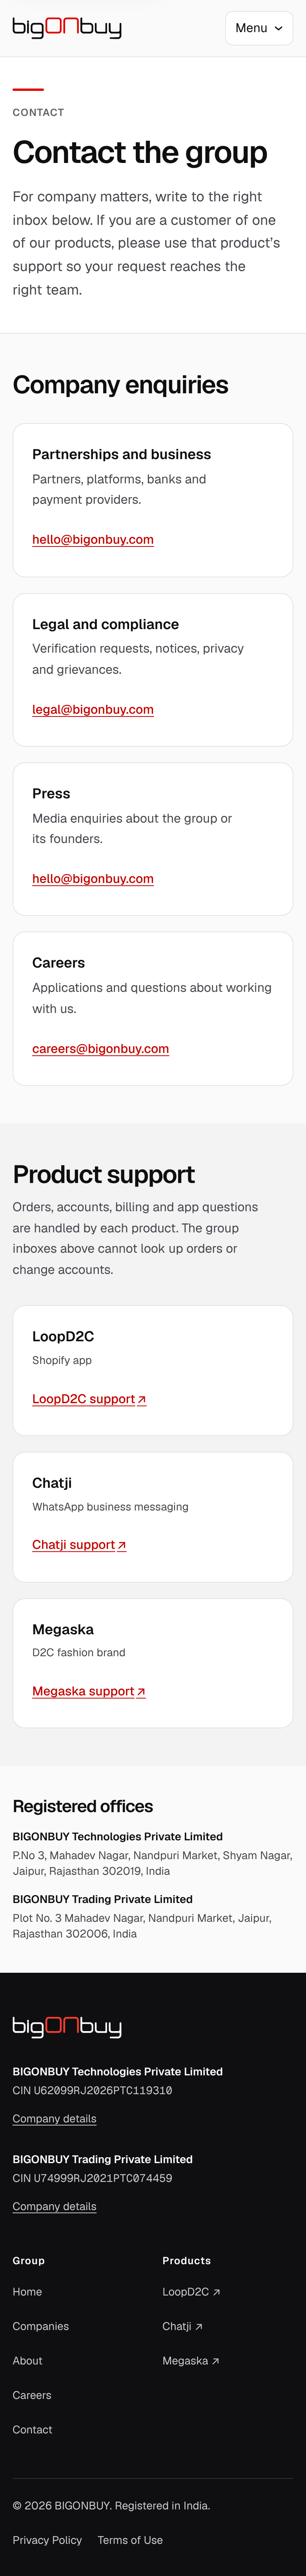 bigONbuy
Menu
CONTACT
Contact the group
For company matters, write to the right
inbox below. If you are a customer of one
of our products, please use that product’s
support so your request reaches the
right team.
Company enquiries
Partnerships and business
Partners, platforms, banks and
payment providers.
hello@bigonbuy.com
Legal and compliance
Verification requests, notices, privacy
and grievances.
legal@bigonbuy.com
Press
Media enquiries about the group or
its founders.
hello@bigonbuy.com
Careers
Applications and questions about working
with us.
careers@bigonbuy.com
Product support
Orders, accounts, billing and app questions
are handled by each product. The group
inboxes above cannot look up orders or
change accounts.
LoopD2C
Shopify app
LoopD2C support ↗
Chatji
WhatsApp business messaging
Chatji support ↗
Megaska
D2C fashion brand
Megaska support ↗
Registered offices
BIGONBUY Technologies Private Limited
P.No 3, Mahadev Nagar, Nandpuri Market, Shyam Nagar,
Jaipur, Rajasthan 302019, India
BIGONBUY Trading Private Limited
Plot No. 3 Mahadev Nagar, Nandpuri Market, Jaipur,
Rajasthan 302006, India
bigONbuy
BIGONBUY Technologies Private Limited
CIN U62099RJ2026PTC119310
Company details
BIGONBUY Trading Private Limited
CIN U74999RJ2021PTC074459
Company details
Group
Home
Companies
About
Careers
Contact
Products
LoopD2C ↗
Chatji ↗
Megaska ↗
© 2026 BIGONBUY. Registered in India.
Privacy Policy Terms of Use